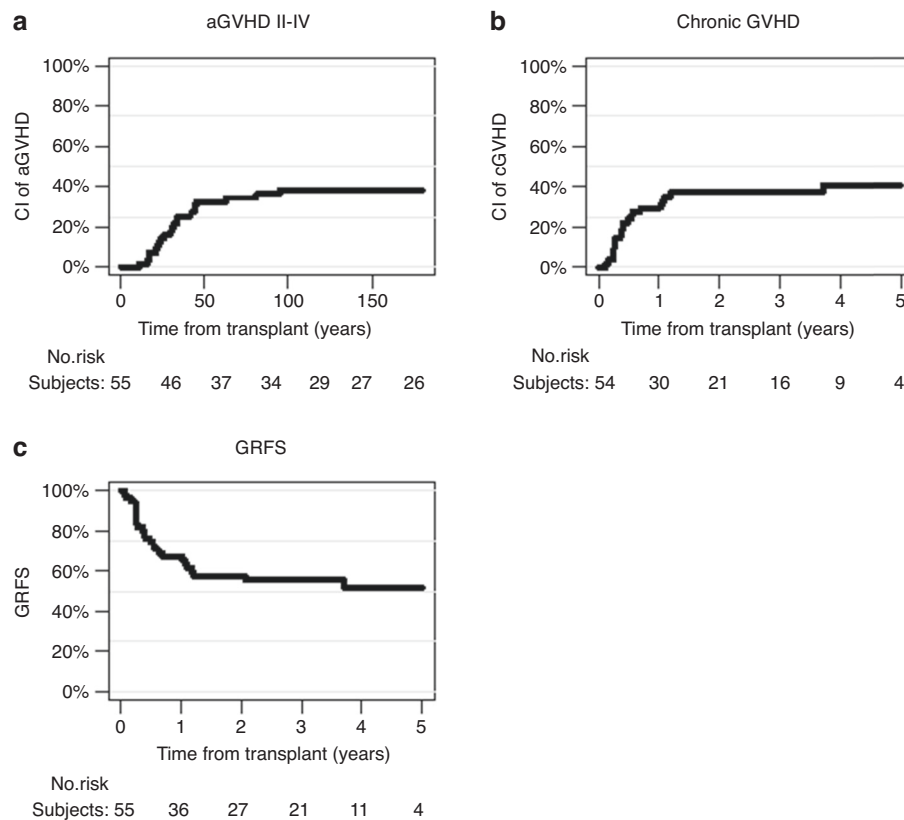 a
aGVHD II-IV
CI of aGVHD
100%
80%
60%
40%
20%
0%
0 50 100 150
Time from transplant (years)
No.risk
Subjects: 55 46 37 34 29 27 26
b
Chronic GVHD
CI of cGVHD
100%
80%
60%
40%
20%
0%
0 1 2 3 4 5
Time from transplant (years)
No.risk
Subjects: 54 30 21 16 9 4
c
GRFS
GRFS
100%
80%
60%
40%
20%
0%
0 1 2 3 4 5
Time from transplant (years)
No.risk
Subjects: 55 36 27 21 11 4